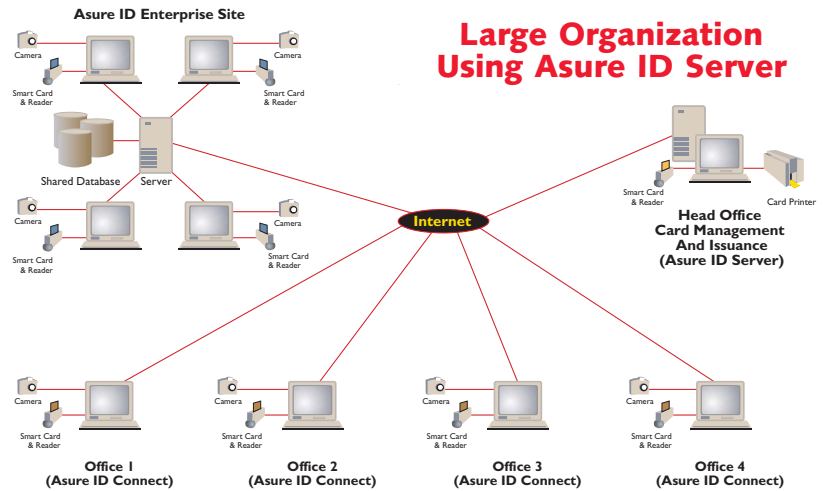 Asure ID Enterprise Site
Large Organization
Using Asure ID Server
Camera
Camera
Smart Card
& Reader
Smart Card
& Reader
Shared Database
Server
Smart Card
& Reader
Card Printer
Camera
Camera
Internet
Head Office
Card Management
And Issuance
(Asure ID Server)
Smart Card
& Reader
Smart Card
& Reader
Camera
Camera
Camera
Camera
Smart Card
& Reader
Smart Card
& Reader
Smart Card
& Reader
Smart Card
& Reader
Office 1
(Asure ID Connect)
Office 2
(Asure ID Connect)
Office 3
(Asure ID Connect)
Office 4
(Asure ID Connect)